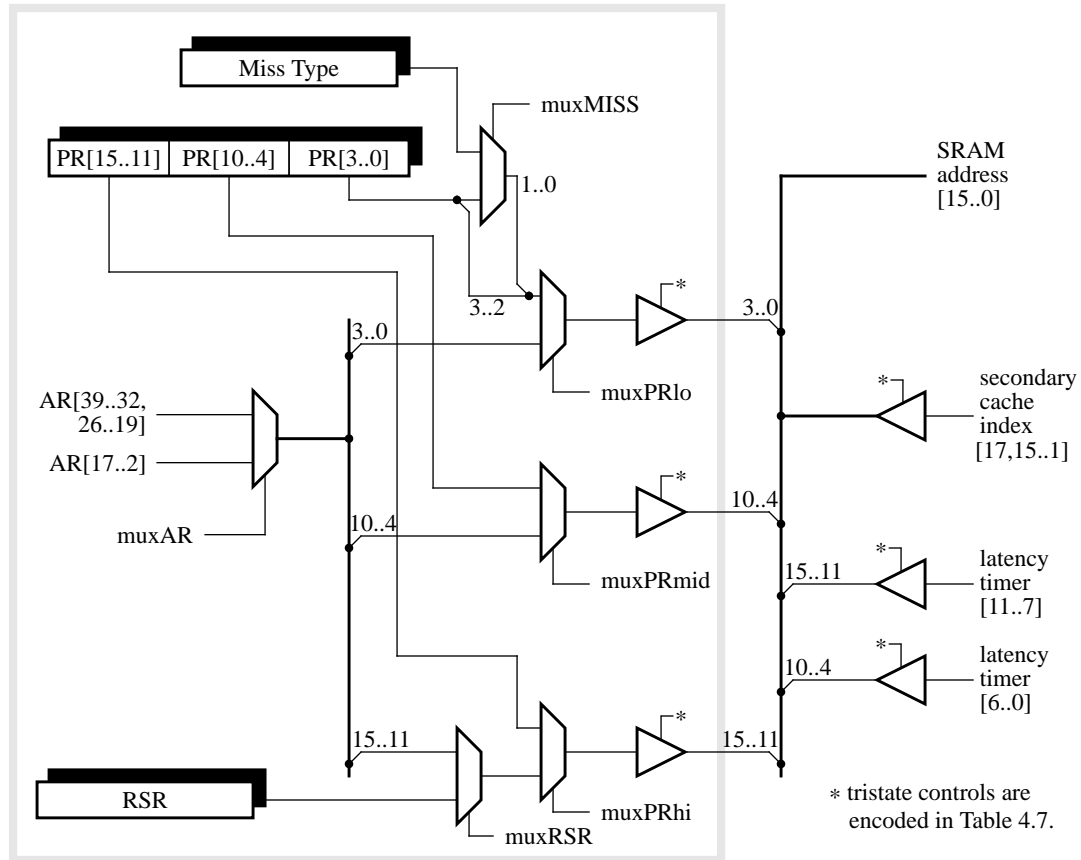 Miss Type
muxMISS
PR[15..11]
PR[10..4]
PR[3..0]
SRAM
address
[15..0]
1..0
3..2
3..0
3..0
*
muxPRlo
AR[39..32,
26..19]
AR[17..2]
muxAR
*
secondary
cache
index
[17,15..1]
10..4
*
10..4
muxPRmid
*
15..11
latency
timer
[11..7]
*
10..4
latency
timer
[6..0]
15..11
*
15..11
RSR
muxRSR
muxPRhi
* tristate controls are
encoded in Table 4.7.